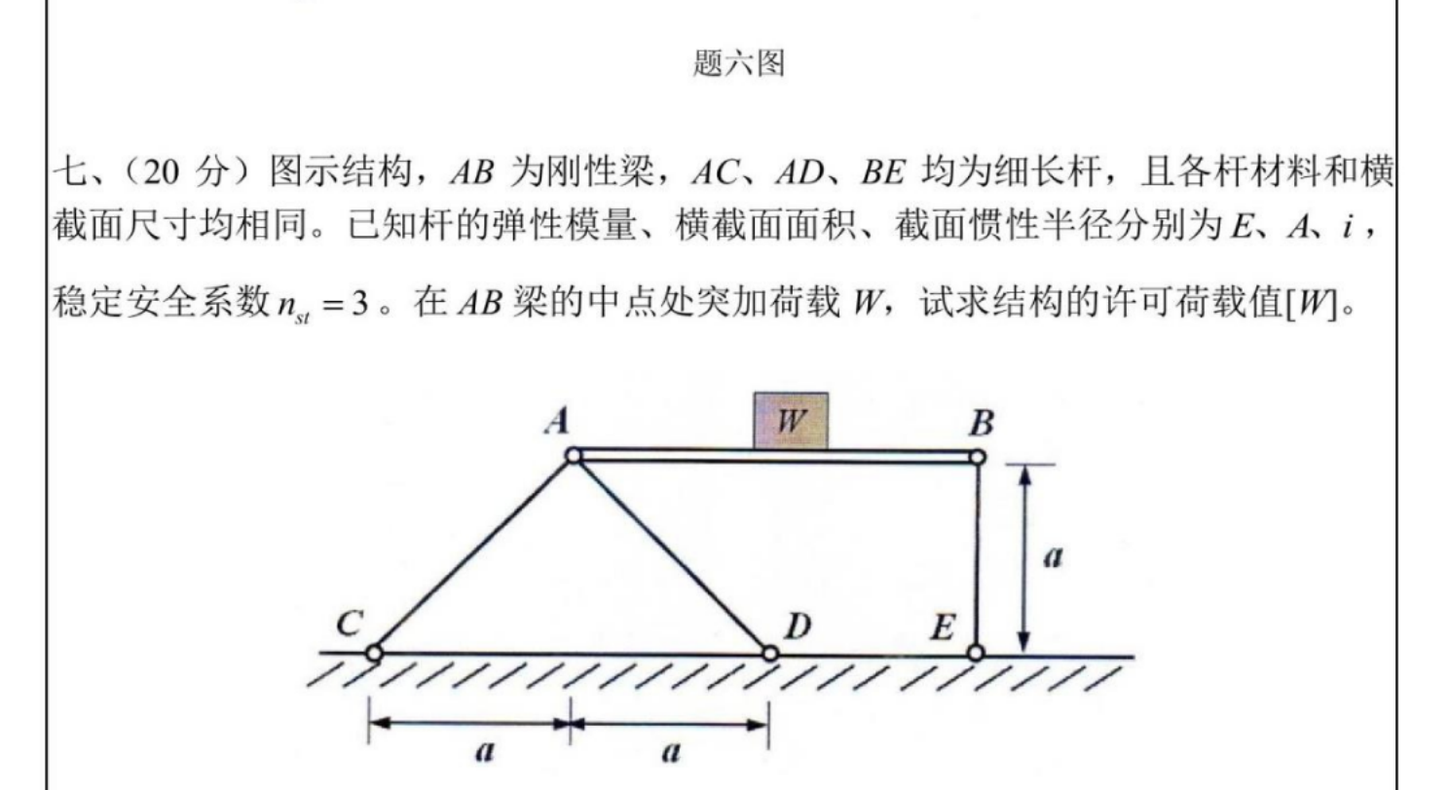 题六图
七、（20 分）图示结构，AB 为刚性梁，AC、AD、BE 均为细长杆，且各杆材料和横
截面尺寸均相同。已知杆的弹性模量、横截面面积、截面惯性半径分别为 E、A、i，
稳定安全系数 n_{st} = 3。在 AB 梁的中点处突加荷载 W，试求结构的许可荷载值[W]。
A
W
B
a
C
D
E
a
a